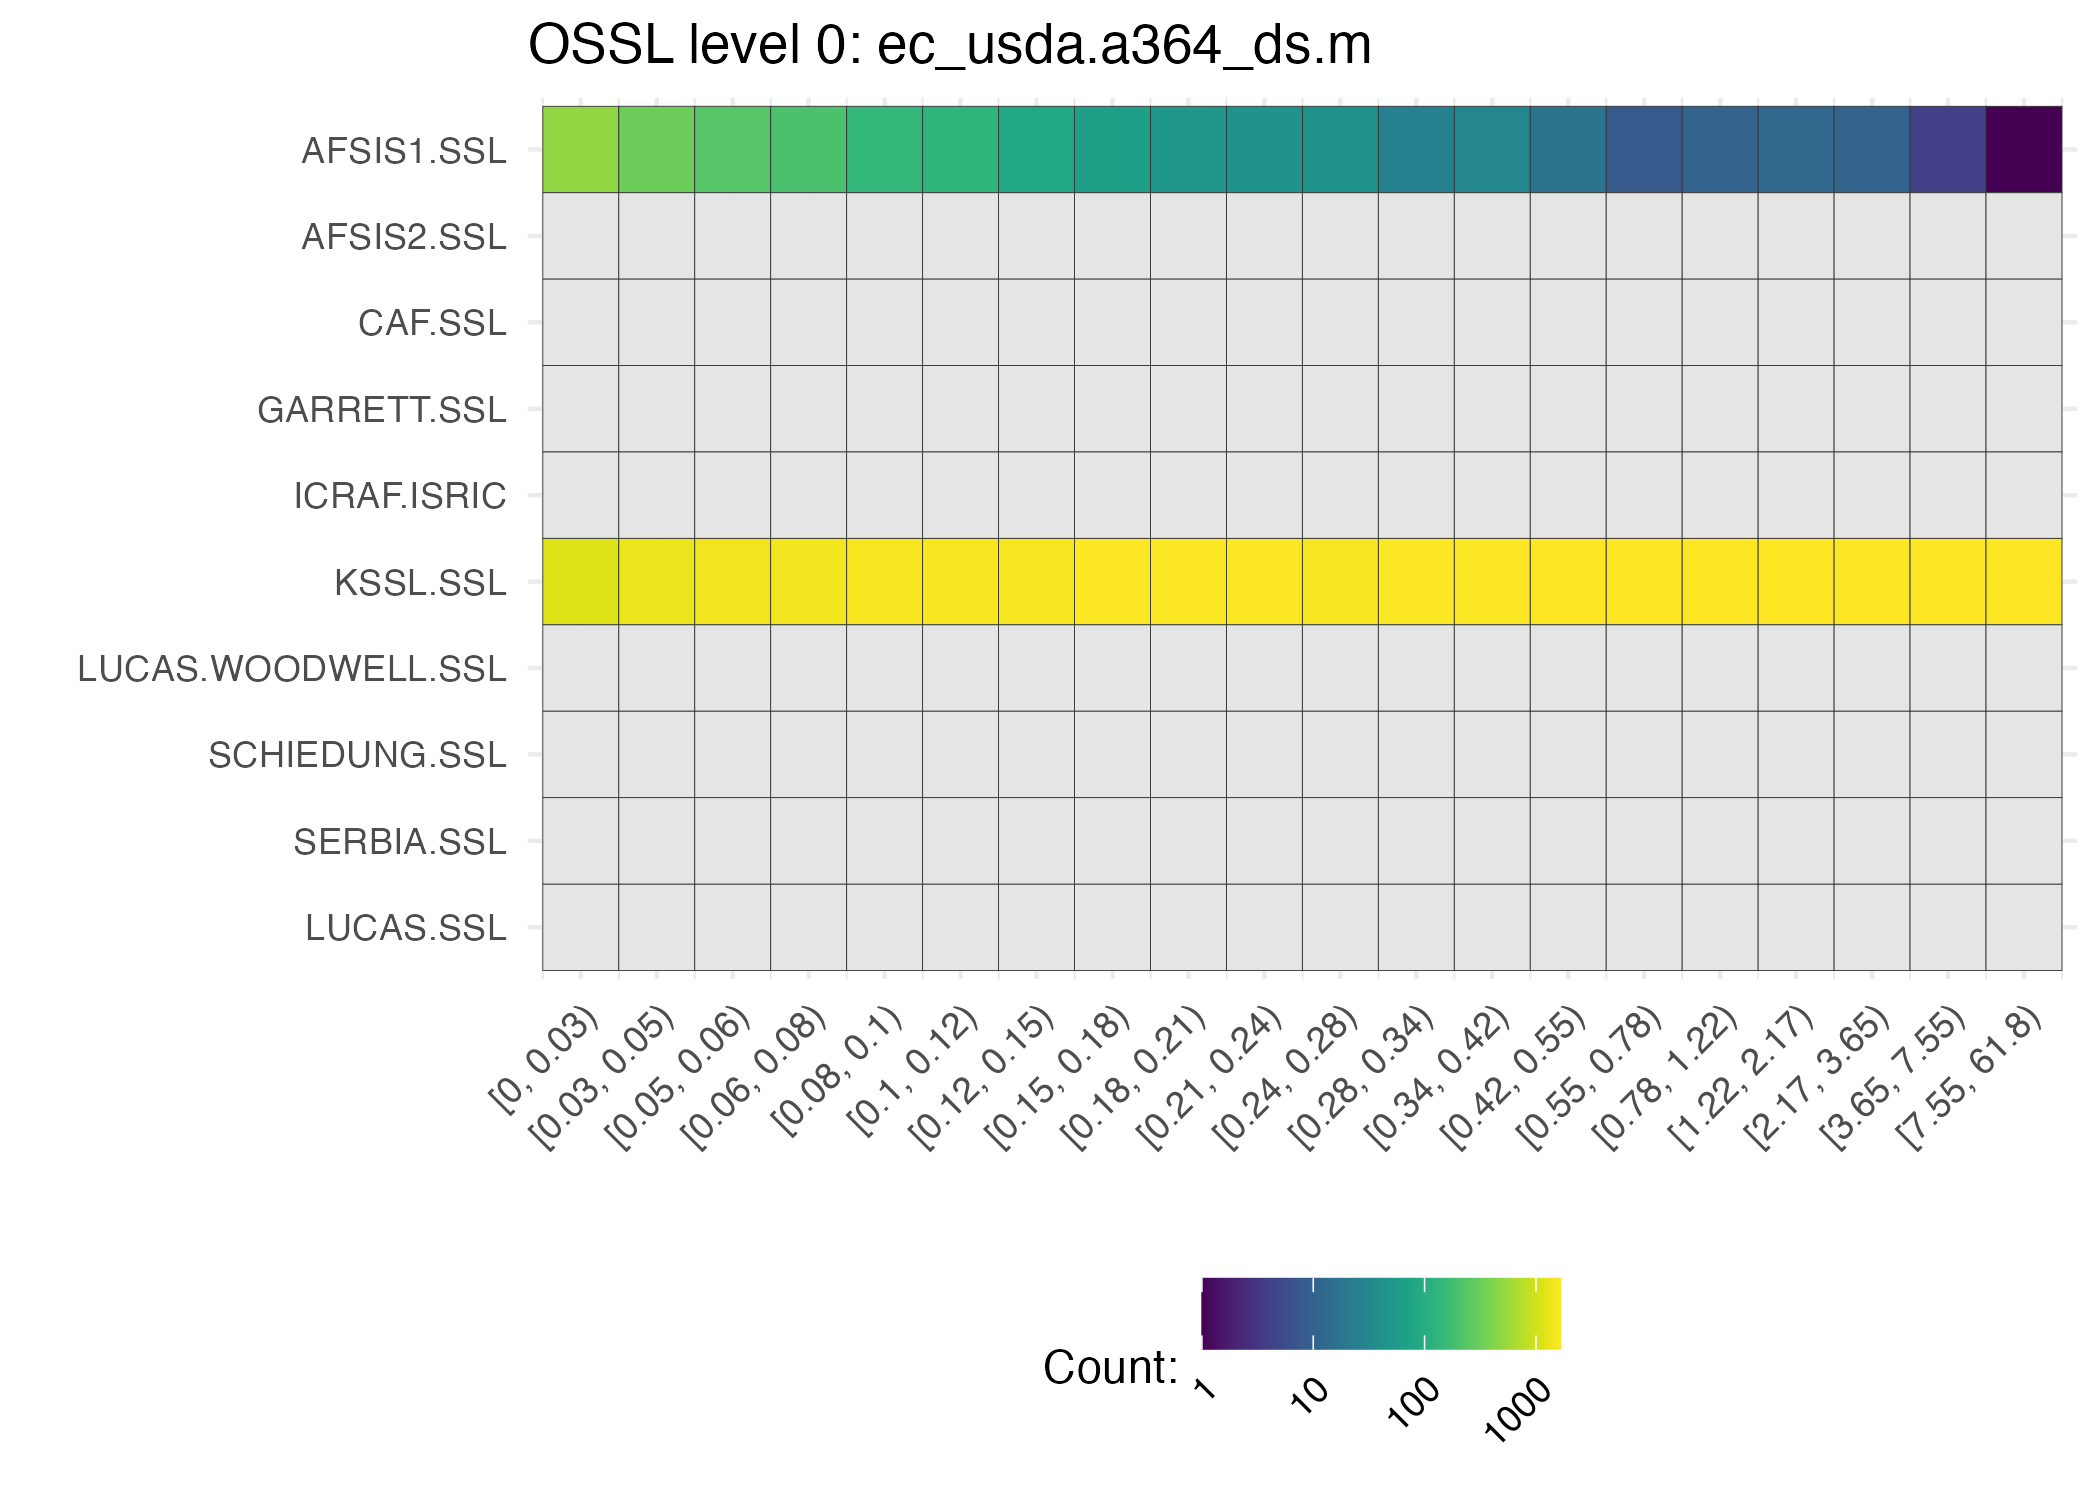 OSSL level 0: ec_usda.a364_ds.m
AFSIS1.SSL
AFSIS2.SSL
CAF.SSL
GARRETT.SSL
ICRAF.ISRIC
KSSL.SSL
LUCAS.WOODWELL.SSL
SCHIEDUNG.SSL
SERBIA.SSL
LUCAS.SSL
[0, 0.03)
[0.03, 0.05)
[0.05, 0.06)
[0.06, 0.08)
[0.08, 0.1)
[0.1, 0.12)
[0.12, 0.15)
[0.15, 0.18)
[0.18, 0.21)
[0.21, 0.24)
[0.24, 0.28)
[0.28, 0.34)
[0.34, 0.42)
[0.42, 0.55)
[0.55, 0.78)
[0.78, 1.22)
[1.22, 2.17)
[2.17, 3.65)
[3.65, 7.55)
[7.55, 61.8)
Count:
1
10
100
1000